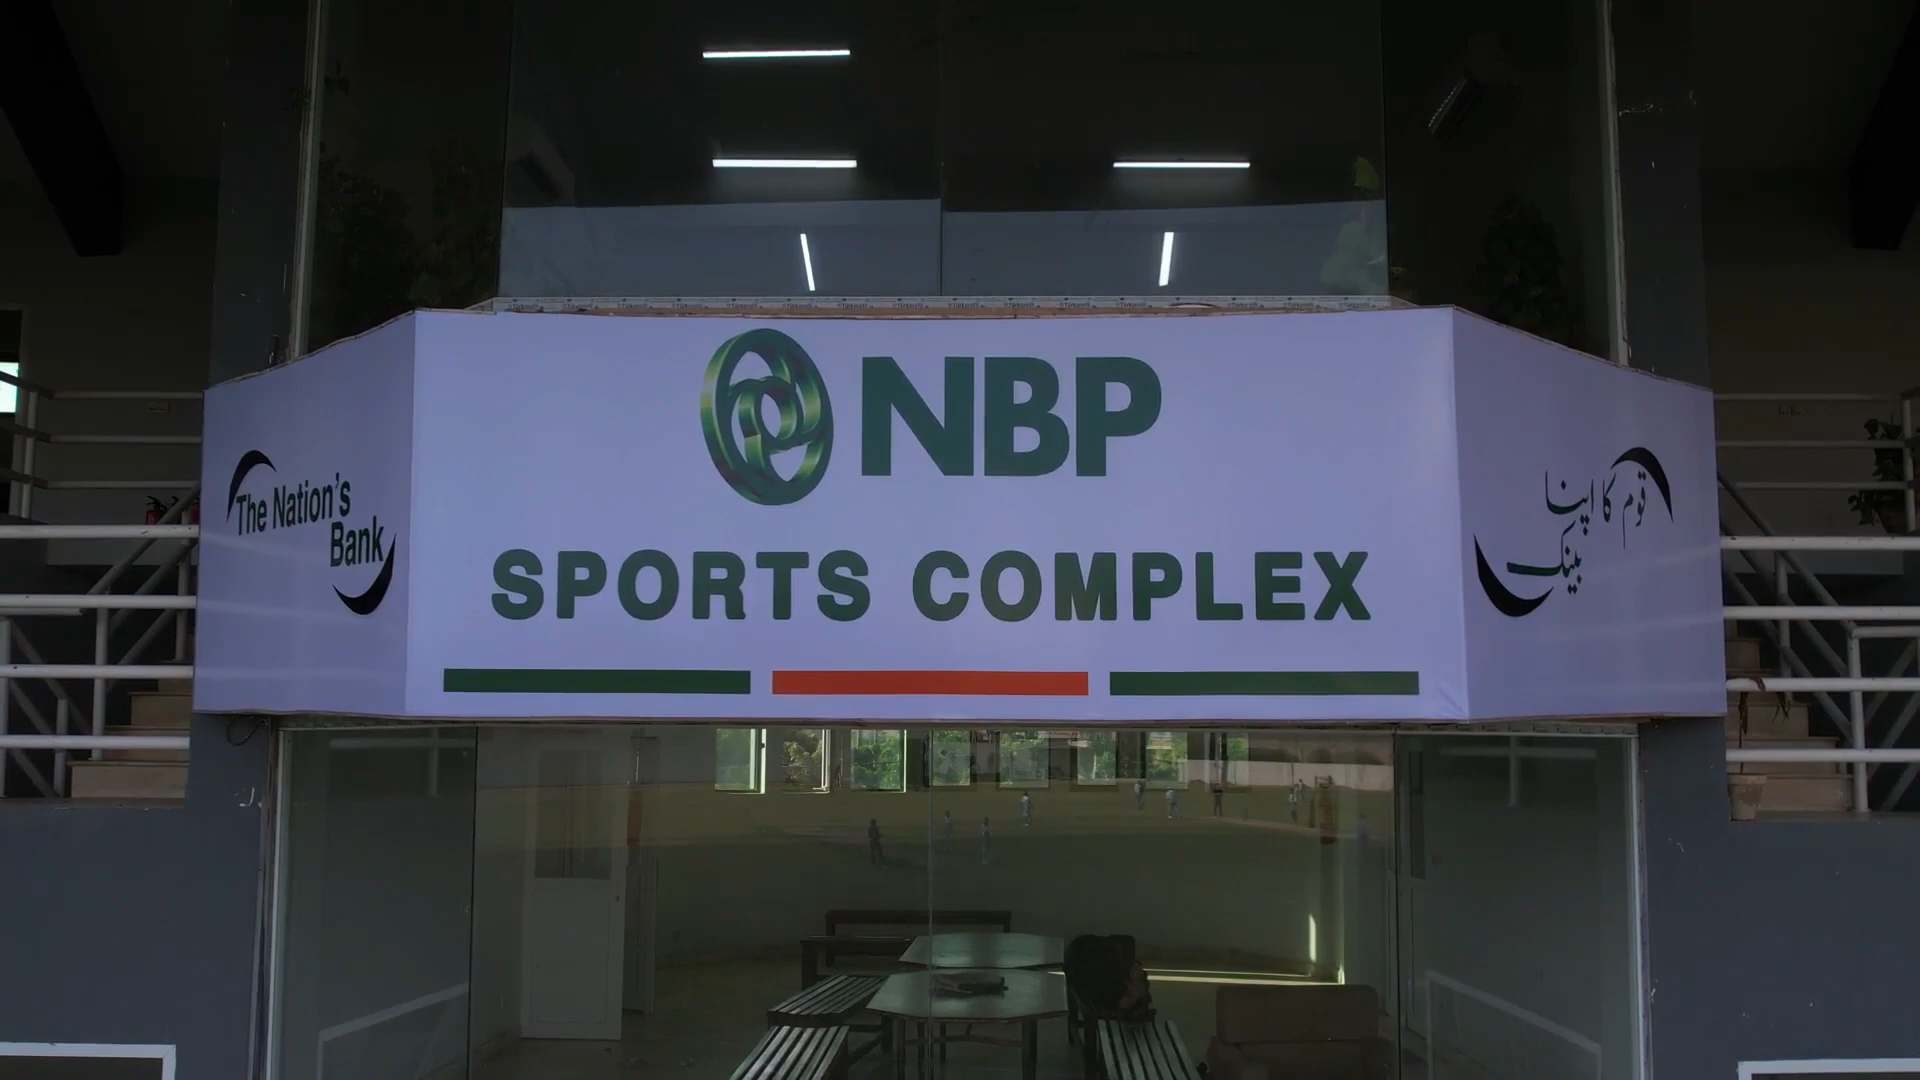 NBP
SPORTS COMPLEX
The Nation's
Bank
قوم کا اپنا
بینک